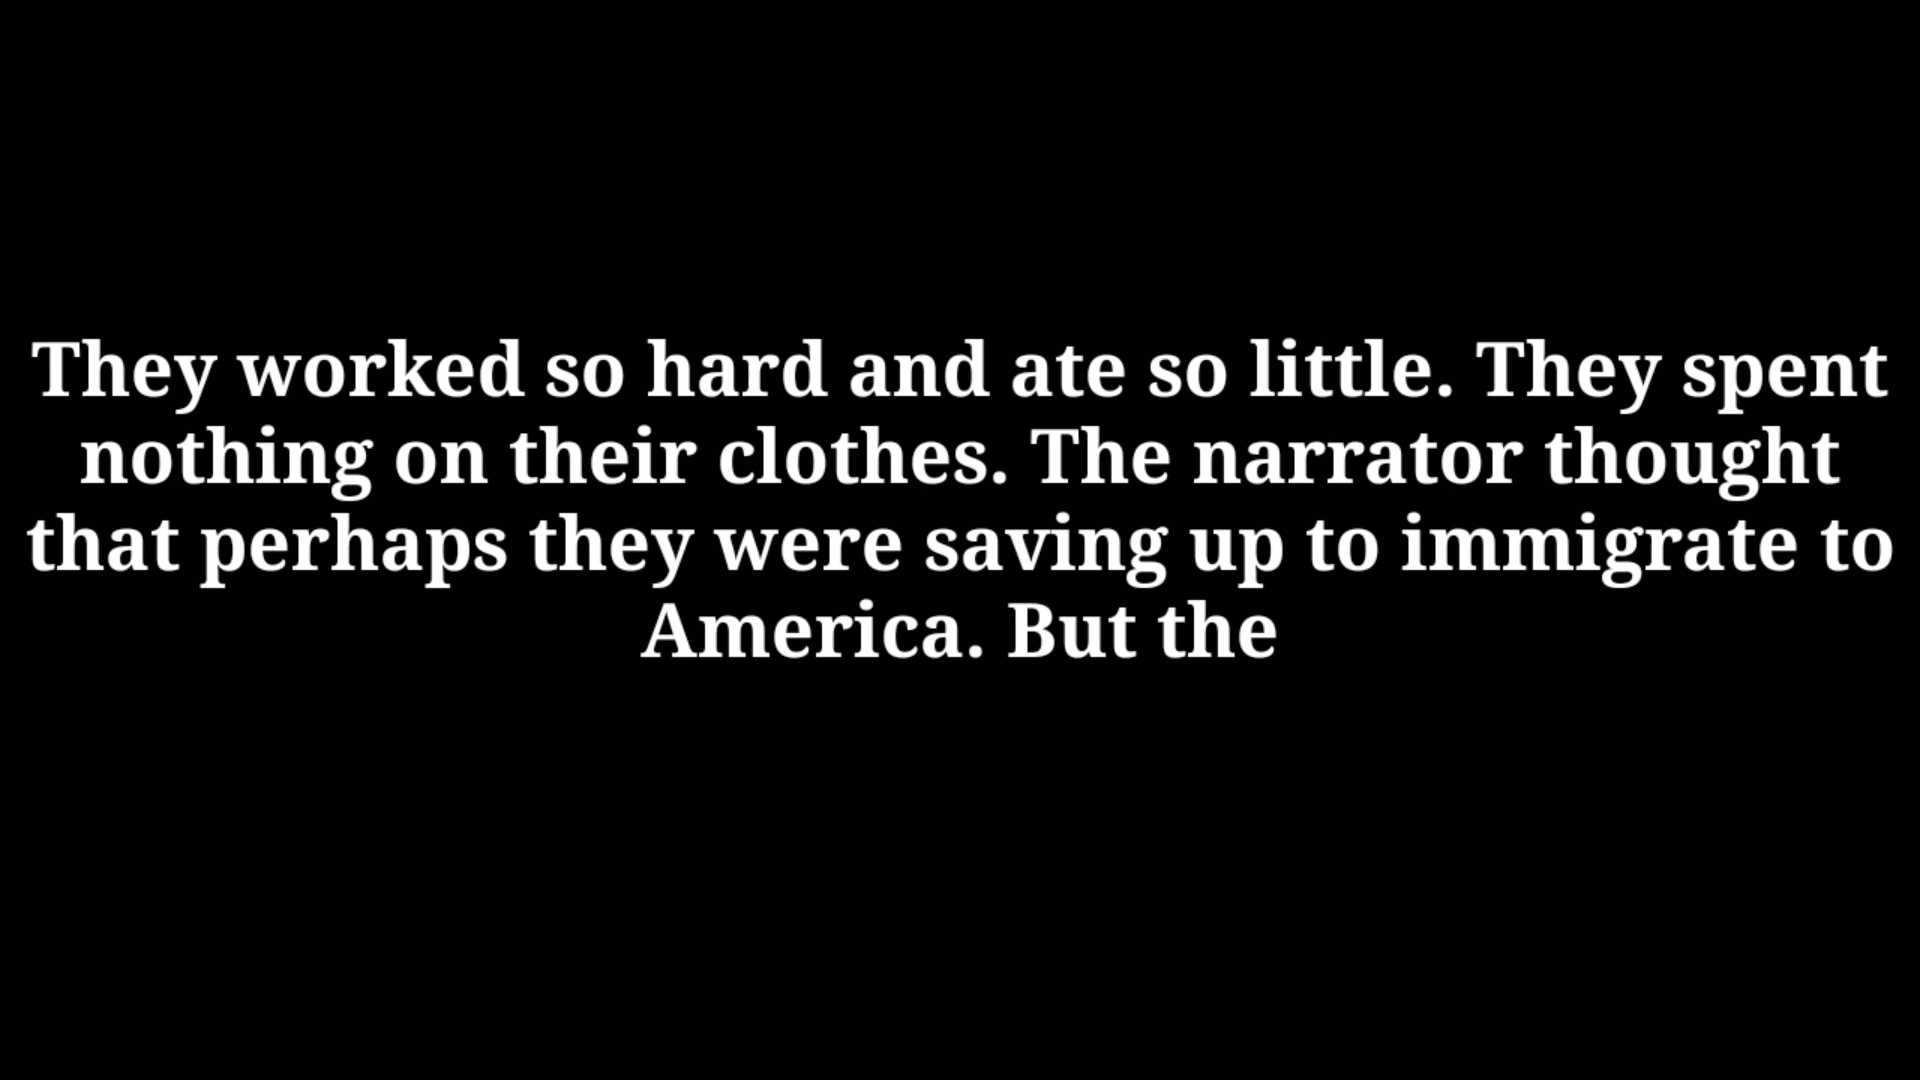 They worked so hard and ate so little. They spent
nothing on their clothes. The narrator thought
that perhaps they were saving up to immigrate to
America. But the